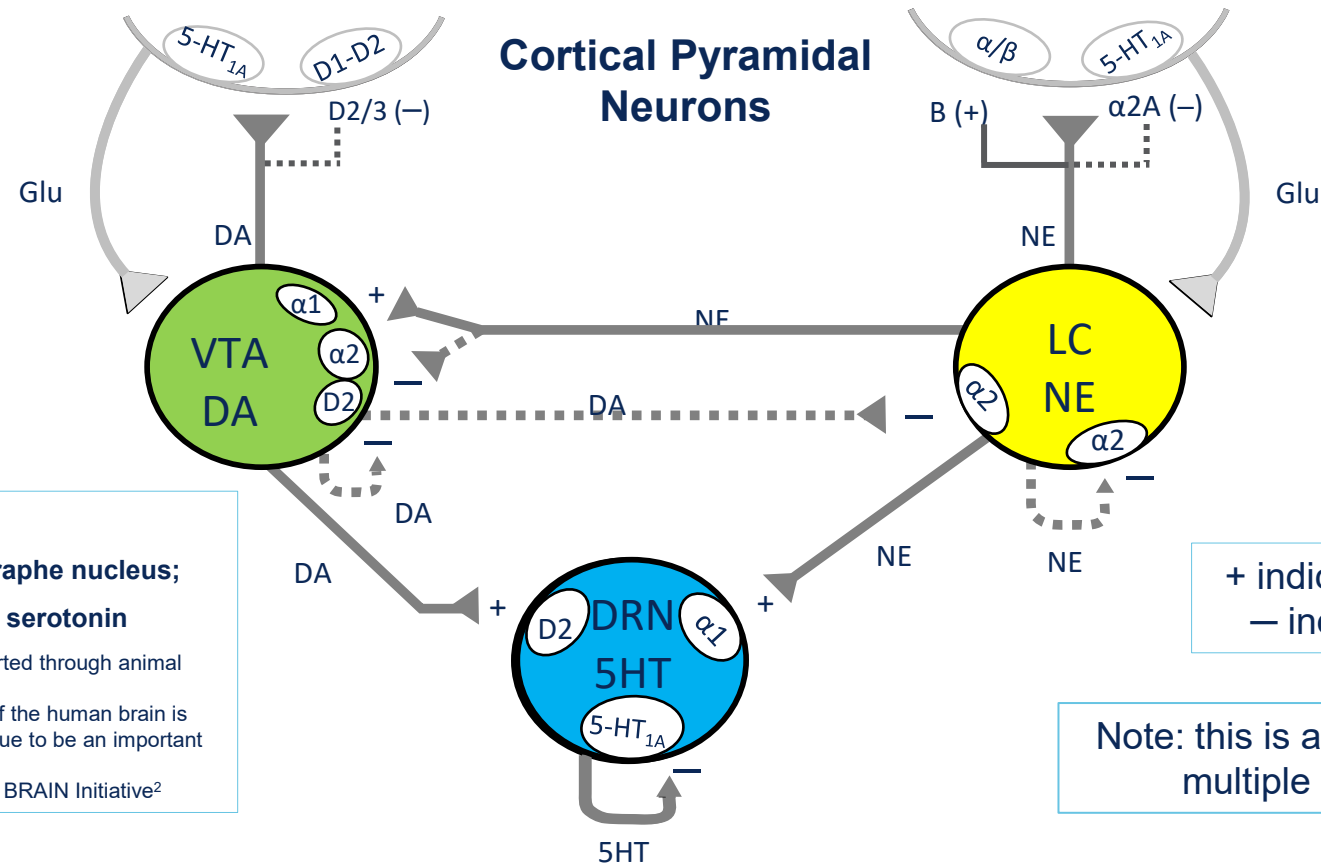 5-HT1A
D1-D2
Cortical Pyramidal
Neurons
α/β
5-HT1A
D2/3 (–)
B (+)
α2A (–)
Glu
Glu
DA
NE
α1
+
NE
VTA
DA
α2
D2
–
DA
–
LC
NE
α2
α2
–
–
DA
NE
DA
NE
+
+
D2
DRN
5HT
α1
5-HT1A
–
5HT
raphe nucleus;
serotonin
rted through animal
f the human brain is
ue to be an important
BRAIN Initiative2
+ indic
– inc
Note: this is a
multiple